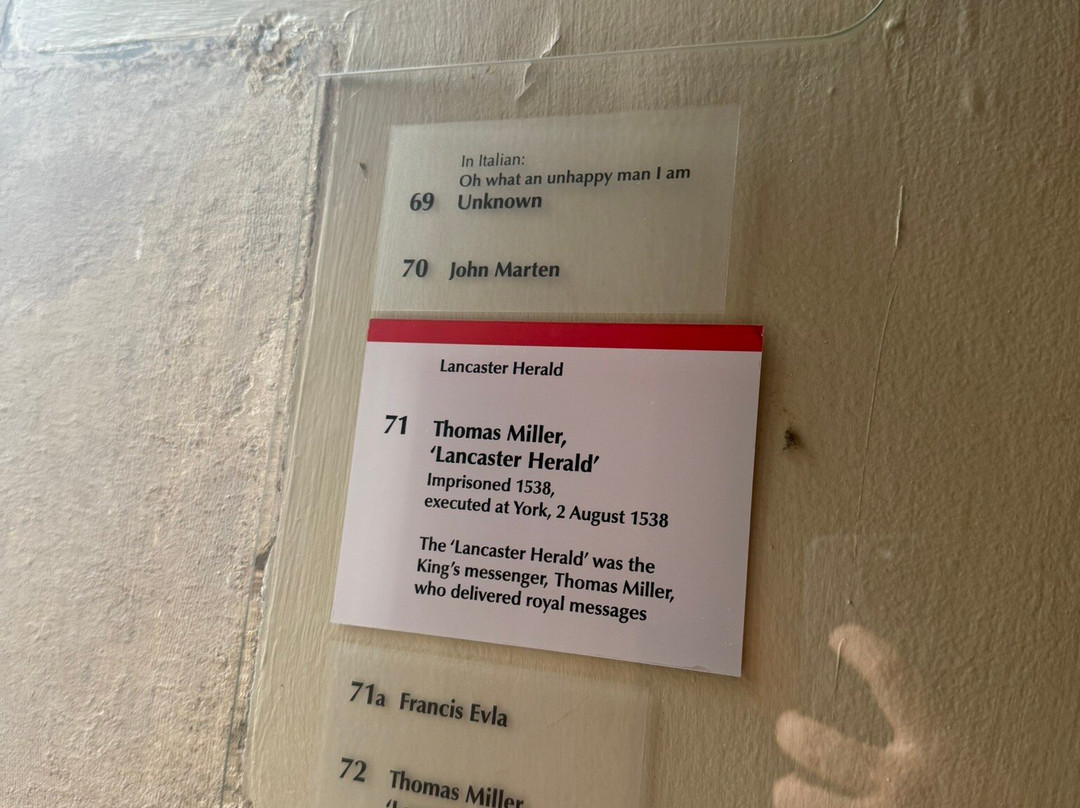 In Italian:
Oh what an unhappy man I am
69 Unknown
70 John Marten
Lancaster Herald
71 Thomas Miller,
‘Lancaster Herald’
Imprisoned 1538,
executed at York, 2 August 1538
The ‘Lancaster Herald’ was the
King’s messenger, Thomas Miller,
who delivered royal messages
71a Francis Evla
72 Thomas Miller